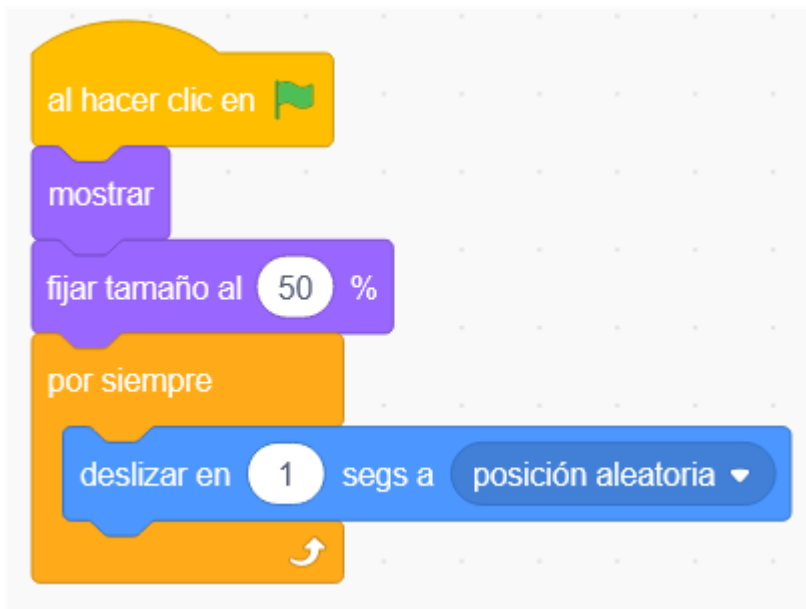 al hacer clic en
mostrar
fijar tamaño al 50 %
por siempre
deslizar en 1 segs a posición aleatoria